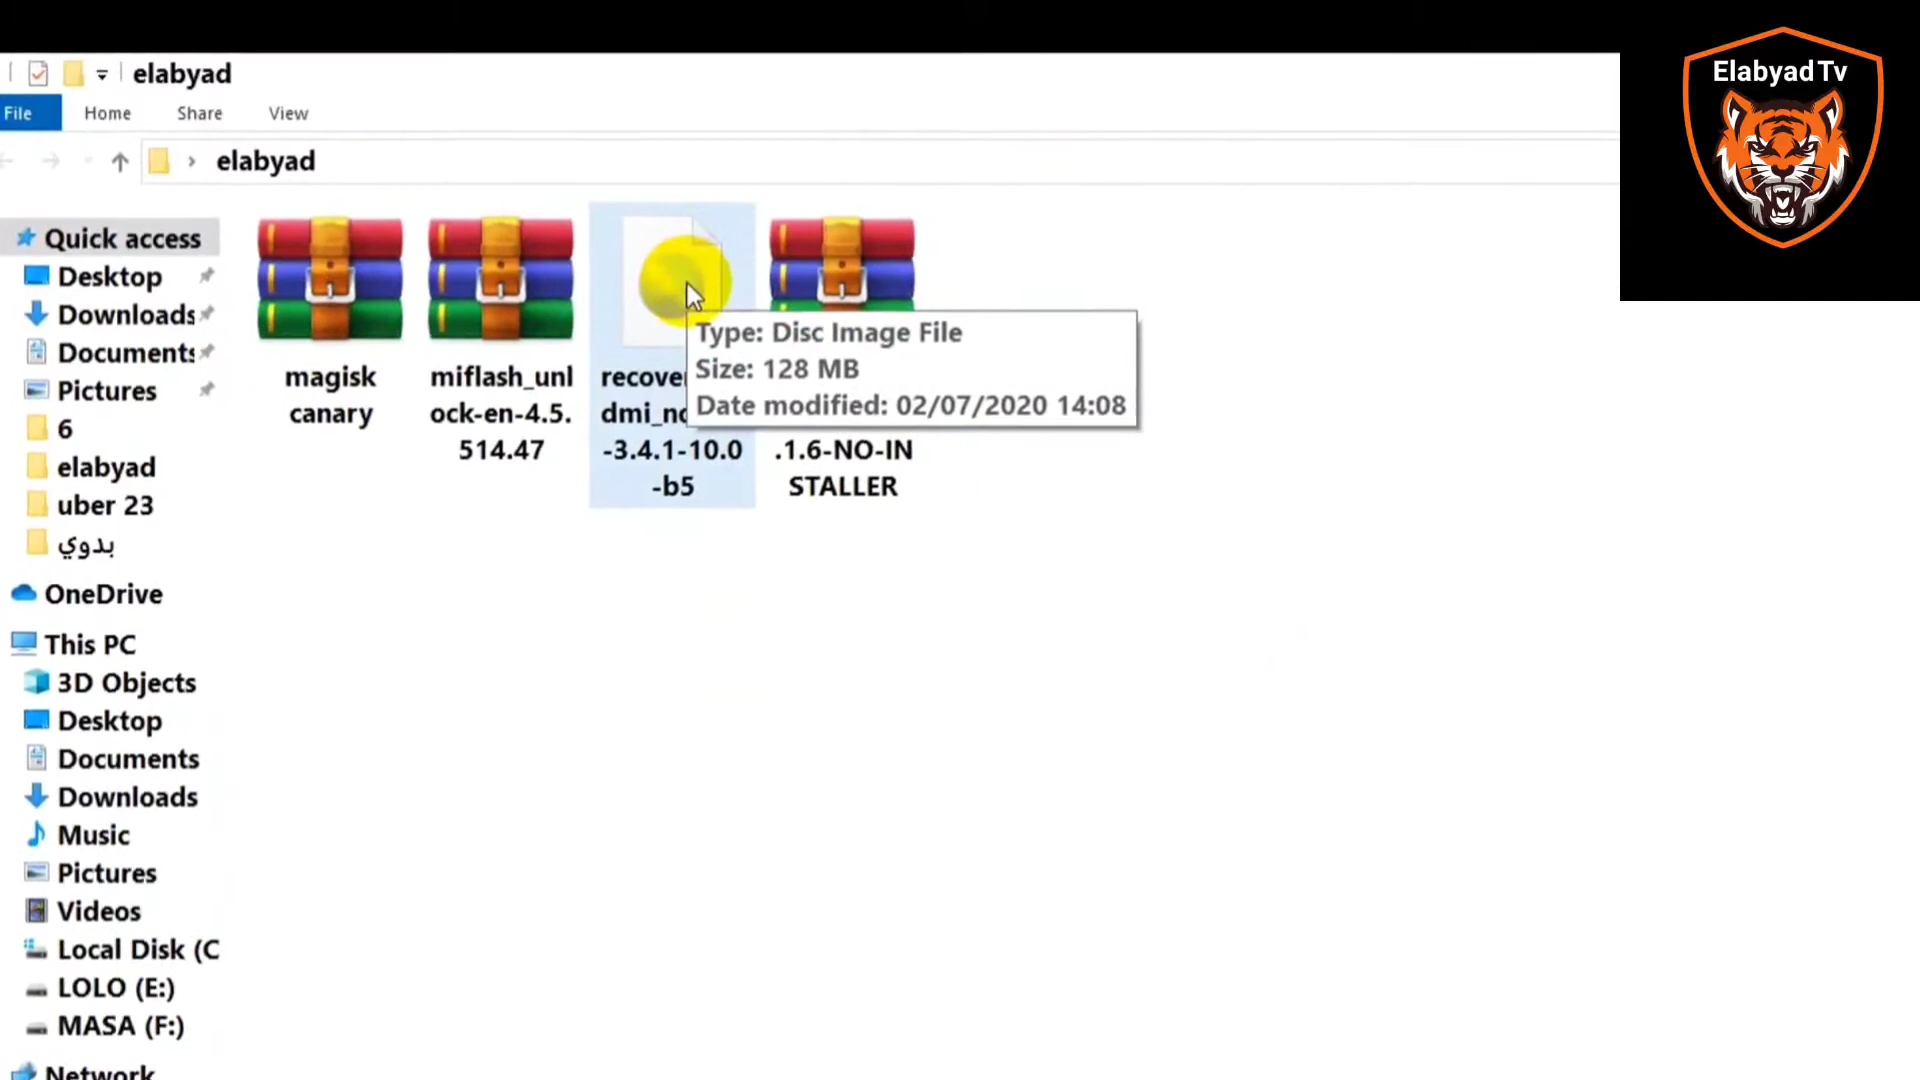 elabyad
File Home Share View
elabyad
Quick access
Desktop
Downloads
Documents
Pictures
6
elabyad
uber 23
بدوي
OneDrive
This PC
3D Objects
Desktop
Documents
Downloads
Music
Pictures
Videos
Local Disk (C
LOLO (E:)
MASA (F:)
Network
magisk
canary
miflash_unl
ock-en-4.5.
514.47
-3.4.1-10.0
-b5
.1.6-NO-IN
STALLER
Type: Disc Image File
Size: 128 MB
Date modified: 02/07/2020 14:08
Elabyad Tv